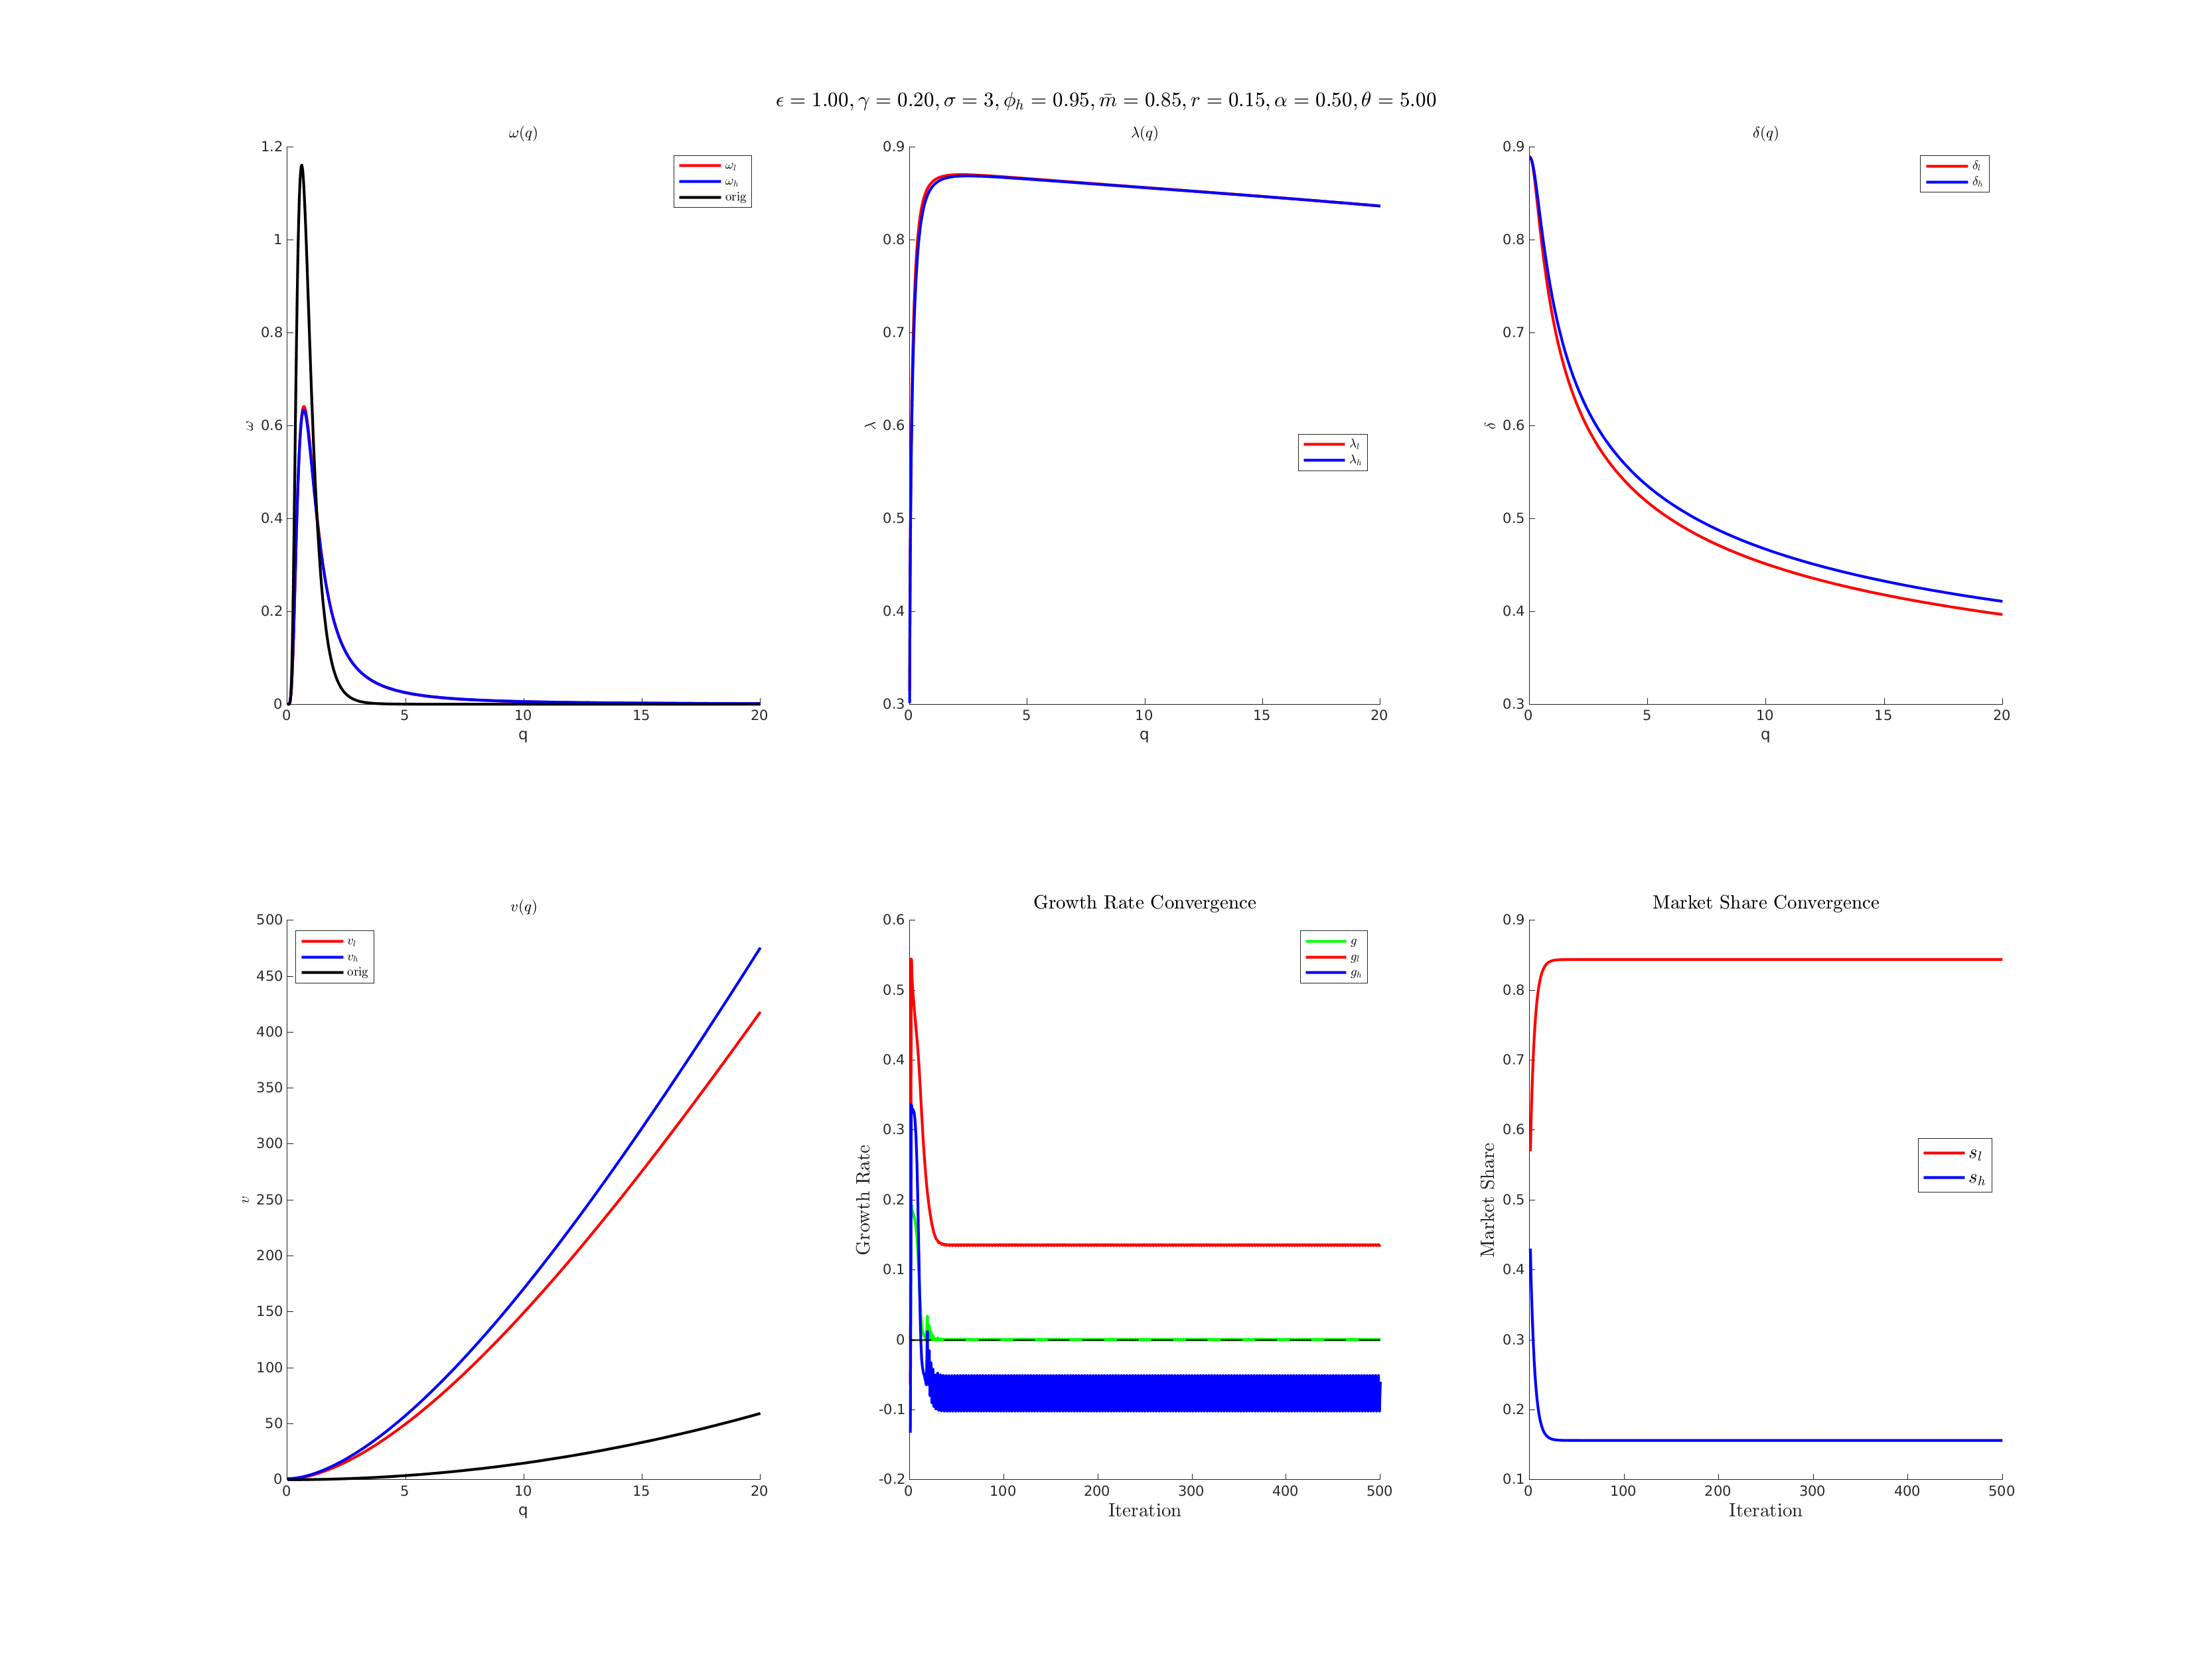 ϵ = 1.00, γ = 0.20, σ = 3, ϕ_h = 0.95, m̄ = 0.85, r = 0.15, α = 0.50, θ = 5.00
ω(q)
1.2
1
0.8
0.6
0.4
0.2
0
0 5 10 15 20
ω
q
ω_l
ω_h
orig
λ(q)
0.9
0.8
0.7
0.6
0.5
0.4
0.3
0 5 10 15 20
λ
q
λ_l
λ_h
δ(q)
0.9
0.8
0.7
0.6
0.5
0.4
0.3
0 5 10 15 20
δ
q
δ_l
δ_h
v(q)
500
450
400
350
300
250
200
150
100
50
0
0 5 10 15 20
v
q
v_l
v_h
orig
Growth Rate Convergence
0.6
0.5
0.4
0.3
0.2
0.1
0
-0.1
-0.2
0 100 200 300 400 500
Growth Rate
Iteration
g
g_l
g_h
Market Share Convergence
0.9
0.8
0.7
0.6
0.5
0.4
0.3
0.2
0.1
0 100 200 300 400 500
Market Share
Iteration
s_l
s_h